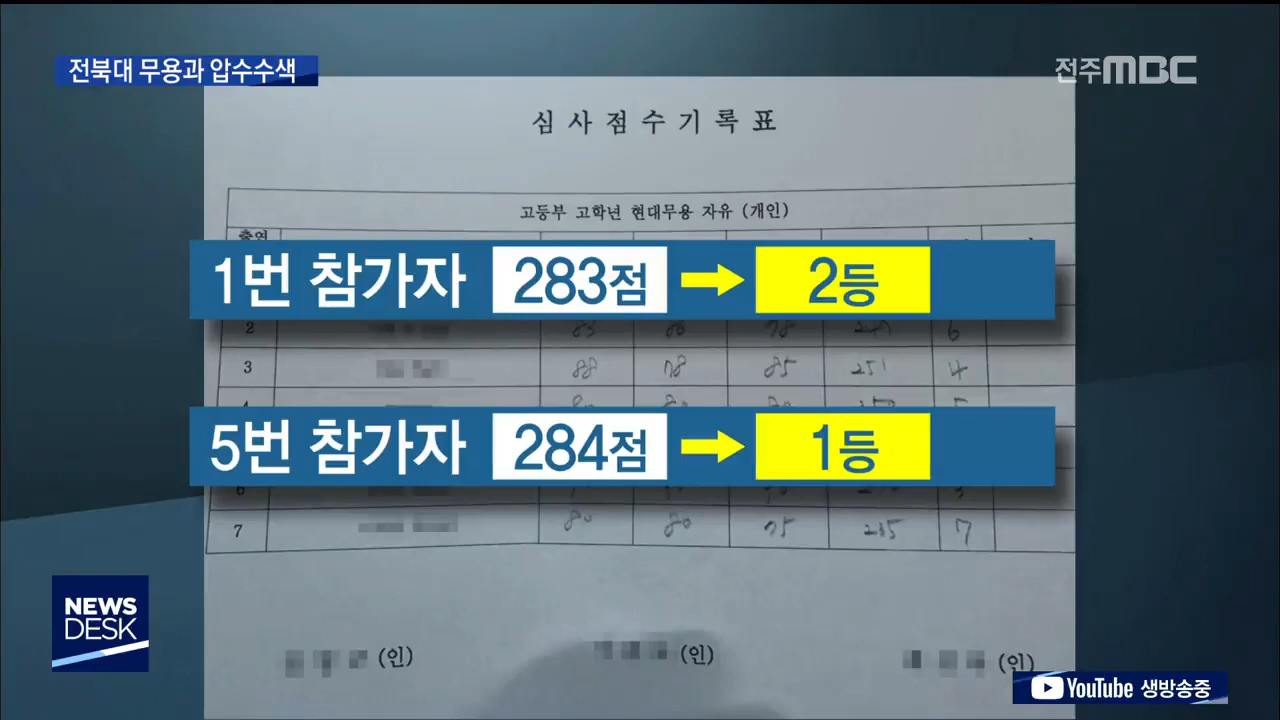 전북대 무용과 압수수색
전주MBC
심사점수기록표
고등부 고학년 현대무용 자유 (개인)
출연
1번 참가자 283점 → 2등
2 6
3 88 78 85 251 4
5번 참가자 284점 → 1등
6
7 80 80 75 235 7
NEWS
DESK
(인) (인) (인)
YouTube 생방송중